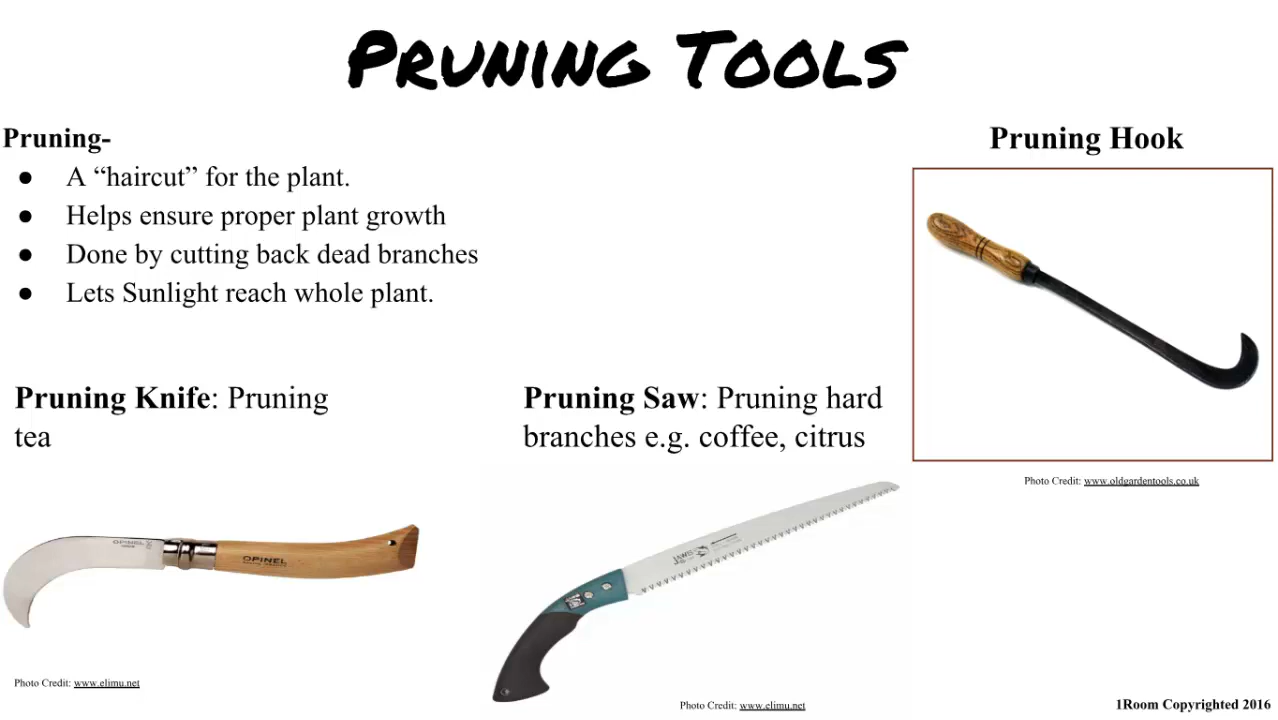 PRUNING TOOLS
Pruning-
● A “haircut” for the plant.
● Helps ensure proper plant growth
● Done by cutting back dead branches
● Lets Sunlight reach whole plant.
Pruning Hook
Photo Credit: www.oldgardentools.co.uk
Pruning Knife: Pruning
tea
OPINEL
OPINEL
Photo Credit: www.elimu.net
Pruning Saw: Pruning hard
branches e.g. coffee, citrus
JAWS
Photo Credit: www.elimu.net
1Room Copyrighted 2016